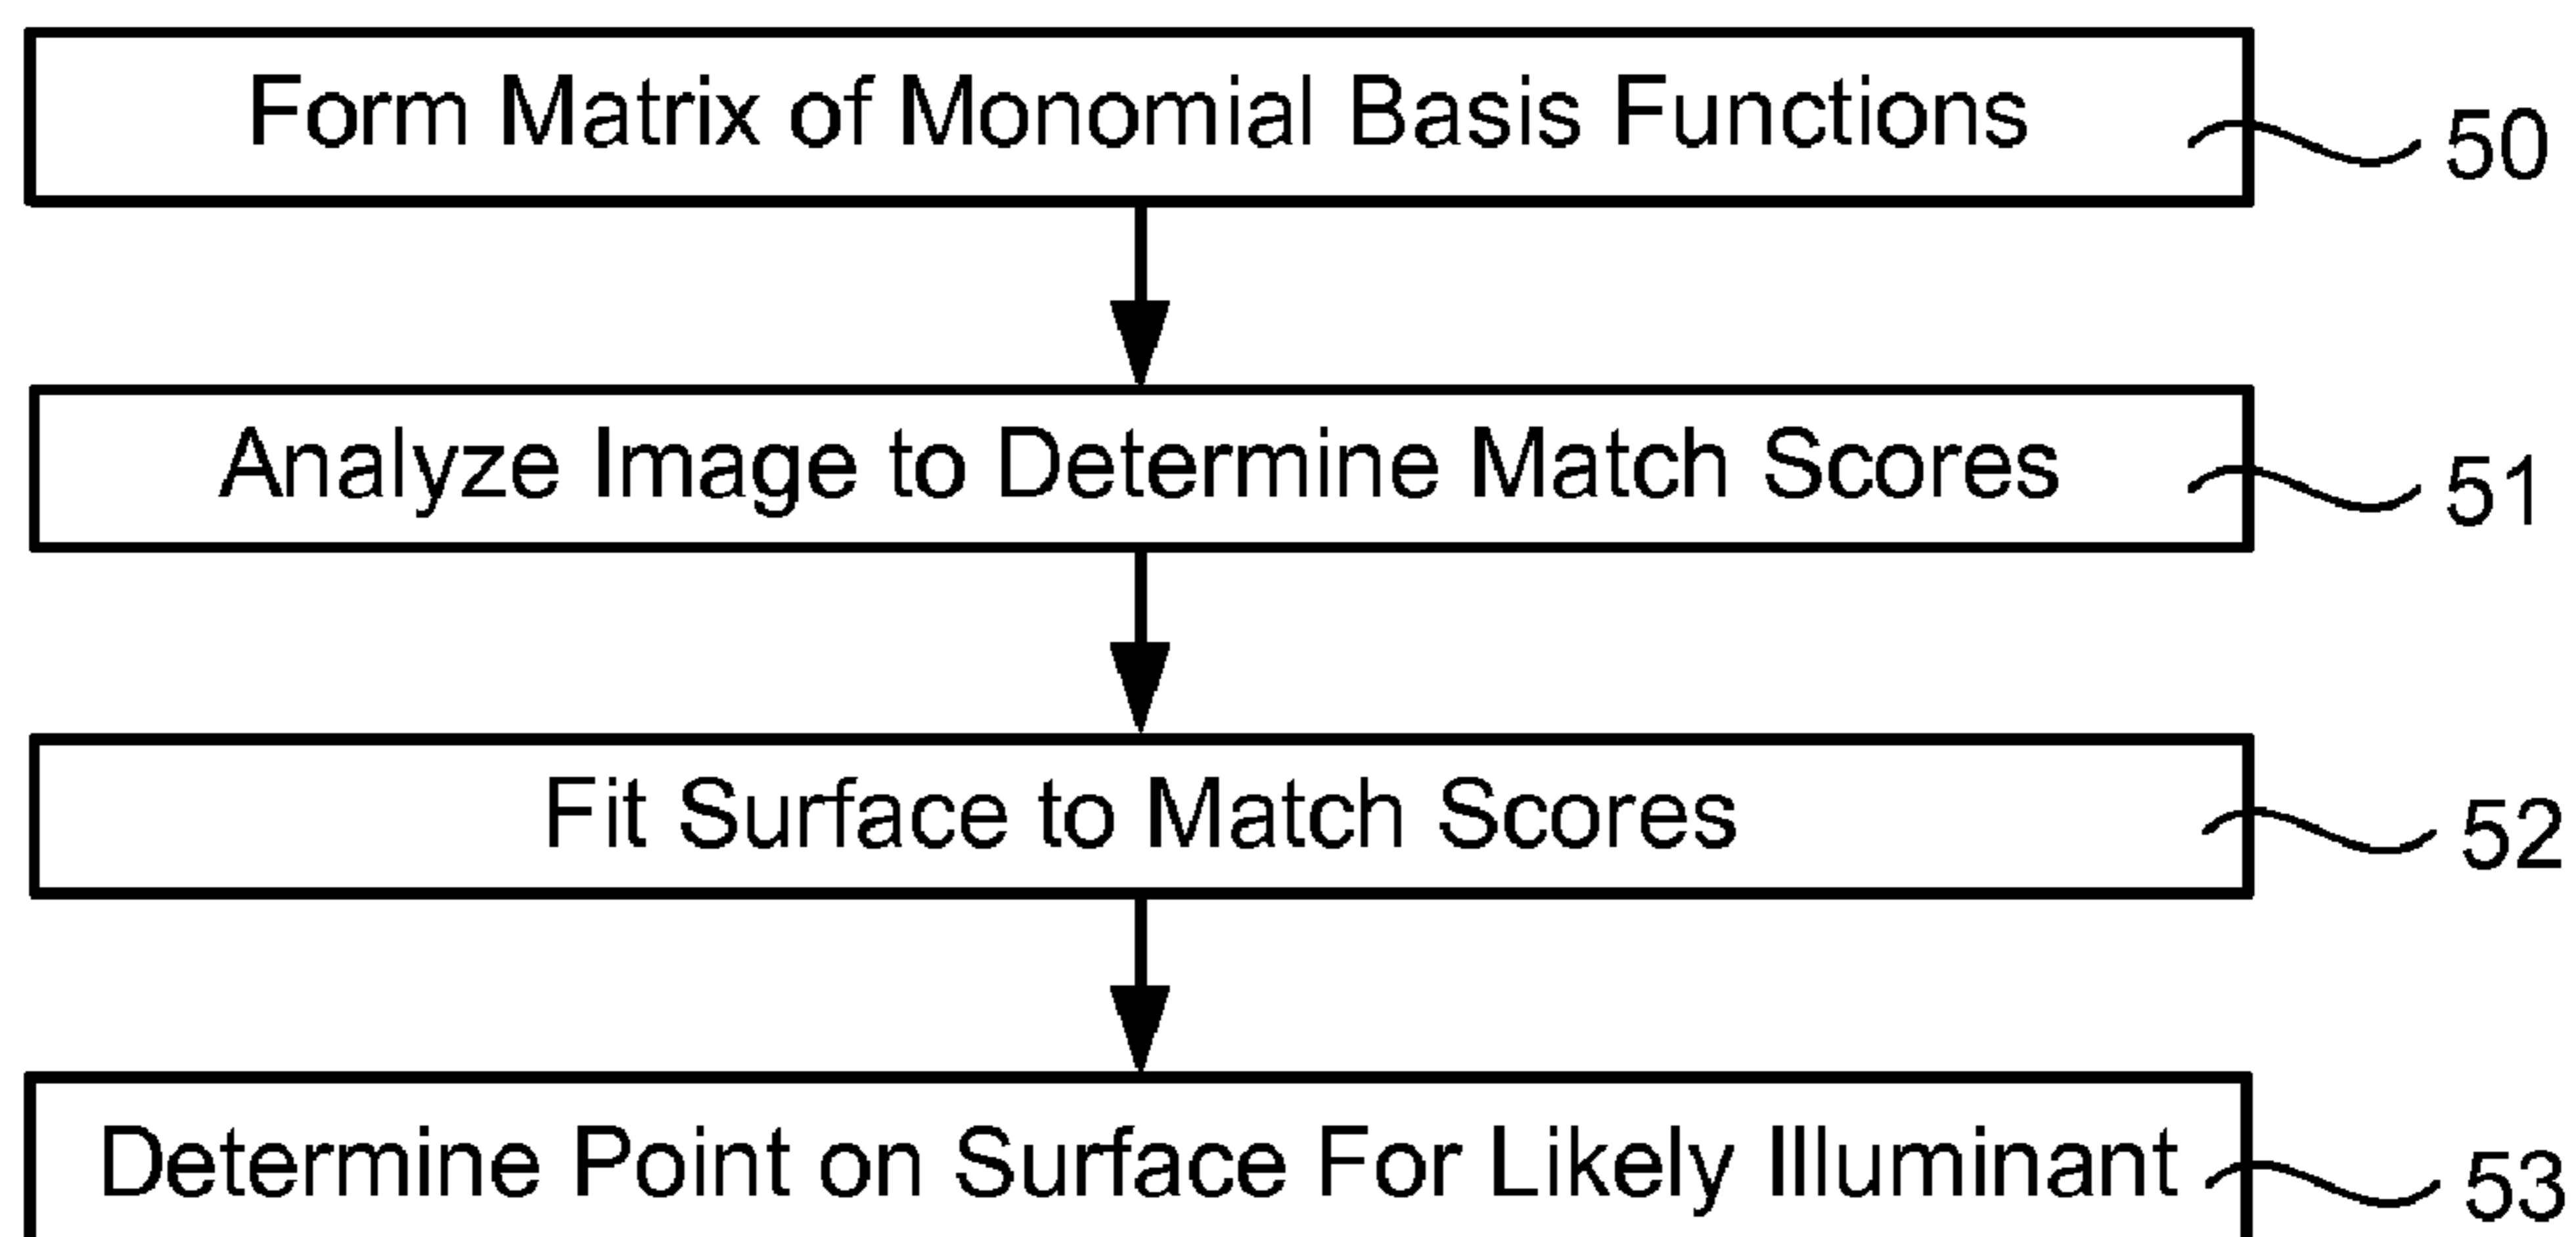 Form Matrix of Monomial Basis Functions 50
Analyze Image to Determine Match Scores 51
Fit Surface to Match Scores 52
Determine Point on Surface For Likely Illuminant 53